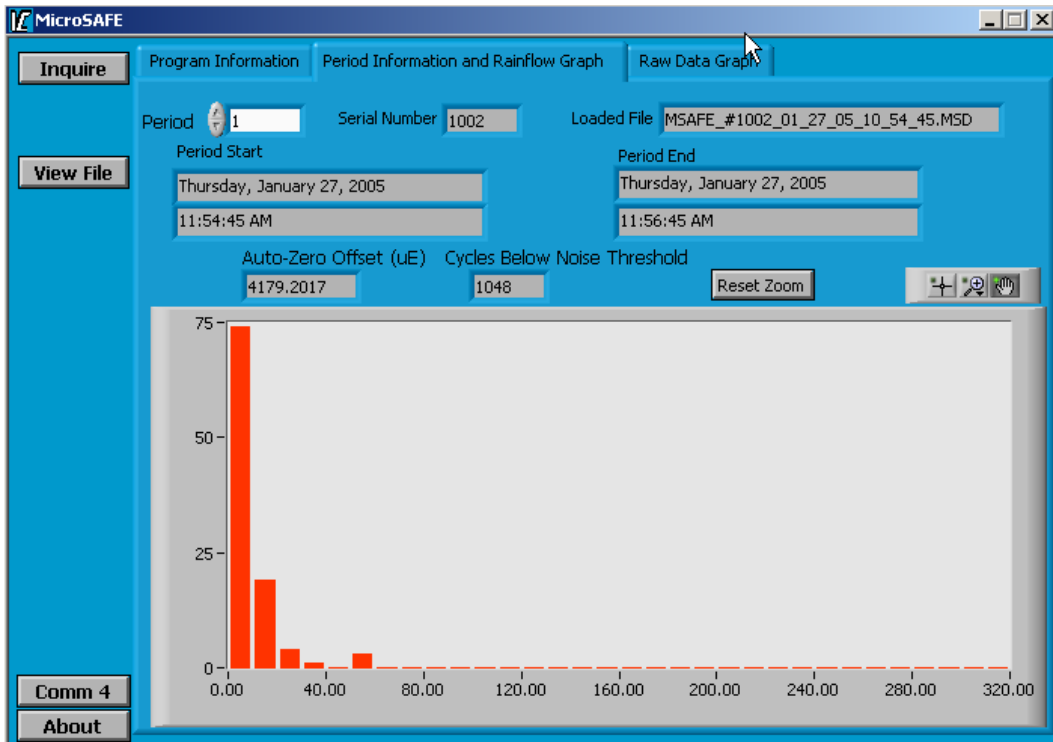 MicroSAFE
Inquire
View File
Comm 4
About
Program Information
Period Information and Rainflow Graph
Raw Data Graph
Period 1
Serial Number 1002
Loaded File MSAFE_#1002_01_27_05_10_54_45.MSD
Period Start
Thursday, January 27, 2005
11:54:45 AM
Period End
Thursday, January 27, 2005
11:56:45 AM
Auto-Zero Offset (uE)
4179.2017
Cycles Below Noise Threshold
1048
Reset Zoom
75
50
25
0
0.00 40.00 80.00 120.00 160.00 200.00 240.00 280.00 320.00